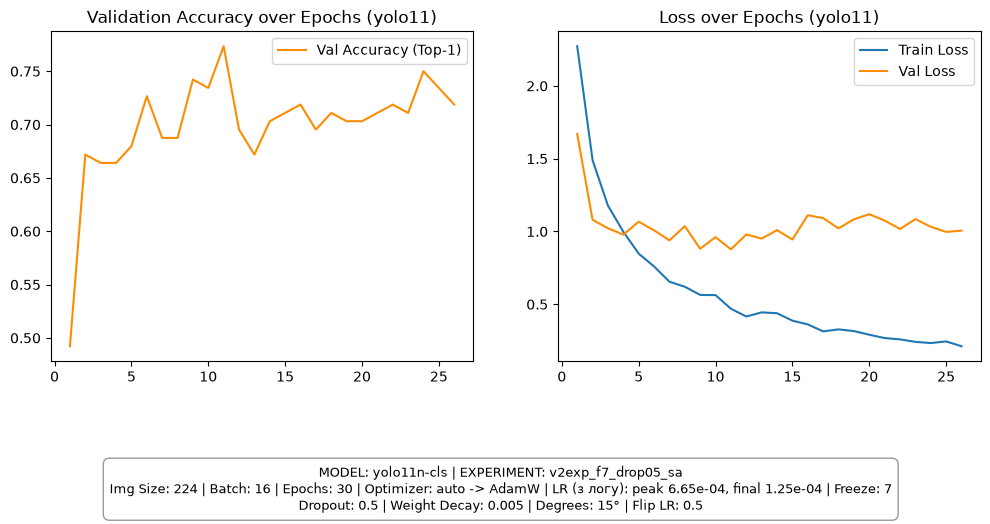 Validation Accuracy over Epochs (yolo11)
Val Accuracy (Top-1)
0.75
0.70
0.65
0.60
0.55
0.50
0 5 10 15 20 25
Loss over Epochs (yolo11)
Train Loss
Val Loss
2.0
1.5
1.0
0.5
0 5 10 15 20 25
MODEL: yolo11n-cls | EXPERIMENT: v2exp_f7_drop05_sa
Img Size: 224 | Batch: 16 | Epochs: 30 | Optimizer: auto -> AdamW | LR (з логу): peak 6.65e-04, final 1.25e-04 | Freeze: 7
Dropout: 0.5 | Weight Decay: 0.005 | Degrees: 15° | Flip LR: 0.5